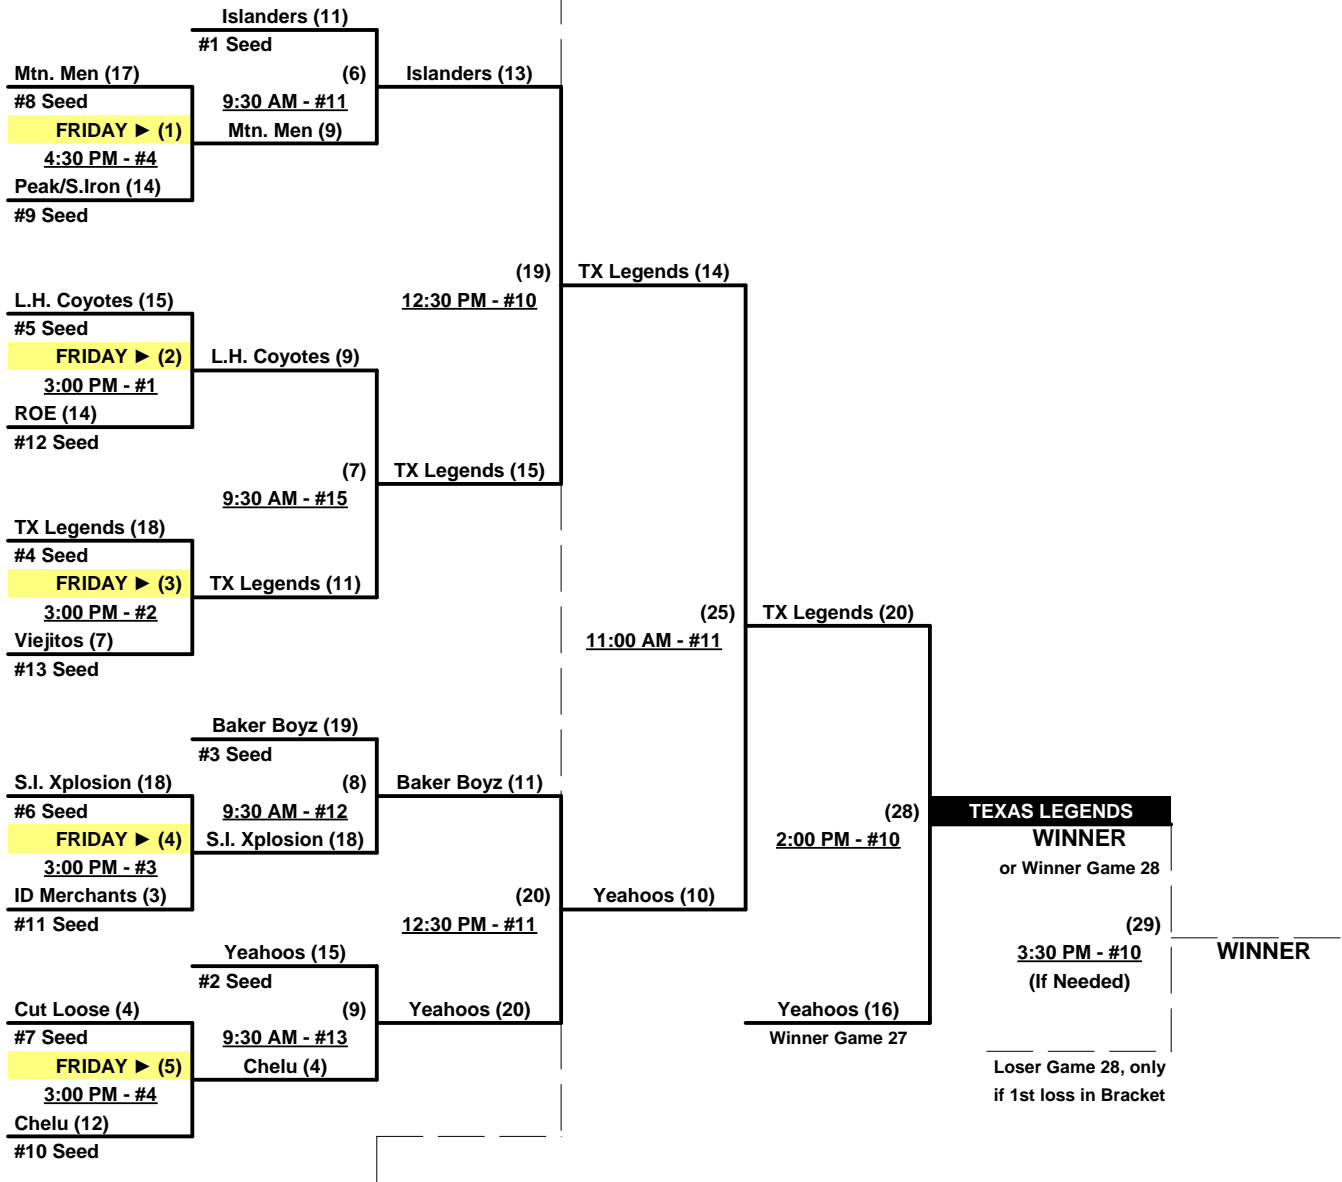 Islanders (11)
#1 Seed
Mtn. Men (17)
(6)
Islanders (13)
#8 Seed
9:30 AM - #11
FRIDAY ► (1)
Mtn. Men (9)
4:30 PM - #4
Peak/S.Iron (14)
#9 Seed
(19)
TX Legends (14)
L.H. Coyotes (15)
12:30 PM - #10
#5 Seed
FRIDAY ► (2)
L.H. Coyotes (9)
3:00 PM - #1
ROE (14)
#12 Seed
(7)
TX Legends (15)
9:30 AM - #15
TX Legends (18)
#4 Seed
FRIDAY ► (3)
TX Legends (11)
3:00 PM - #2
(25)
TX Legends (20)
Viejitos (7)
11:00 AM - #11
#13 Seed
Baker Boyz (19)
#3 Seed
S.I. Xplosion (18)
(8)
Baker Boyz (11)
#6 Seed
9:30 AM - #12
(28)
TEXAS LEGENDS
FRIDAY ► (4)
S.I. Xplosion (18)
2:00 PM - #10
WINNER
3:00 PM - #3
or Winner Game 28
ID Merchants (3)
(20)
Yeahoos (10)
#11 Seed
12:30 PM - #11
(29)
Yeahoos (15)
3:30 PM - #10
WINNER
#2 Seed
(If Needed)
Cut Loose (4)
(9)
Yeahoos (20)
Yeahoos (16)
#7 Seed
9:30 AM - #13
Winner Game 27
FRIDAY ► (5)
Chelu (4)
Loser Game 28, only
3:00 PM - #4
if 1st loss in Bracket
Chelu (12)
#10 Seed